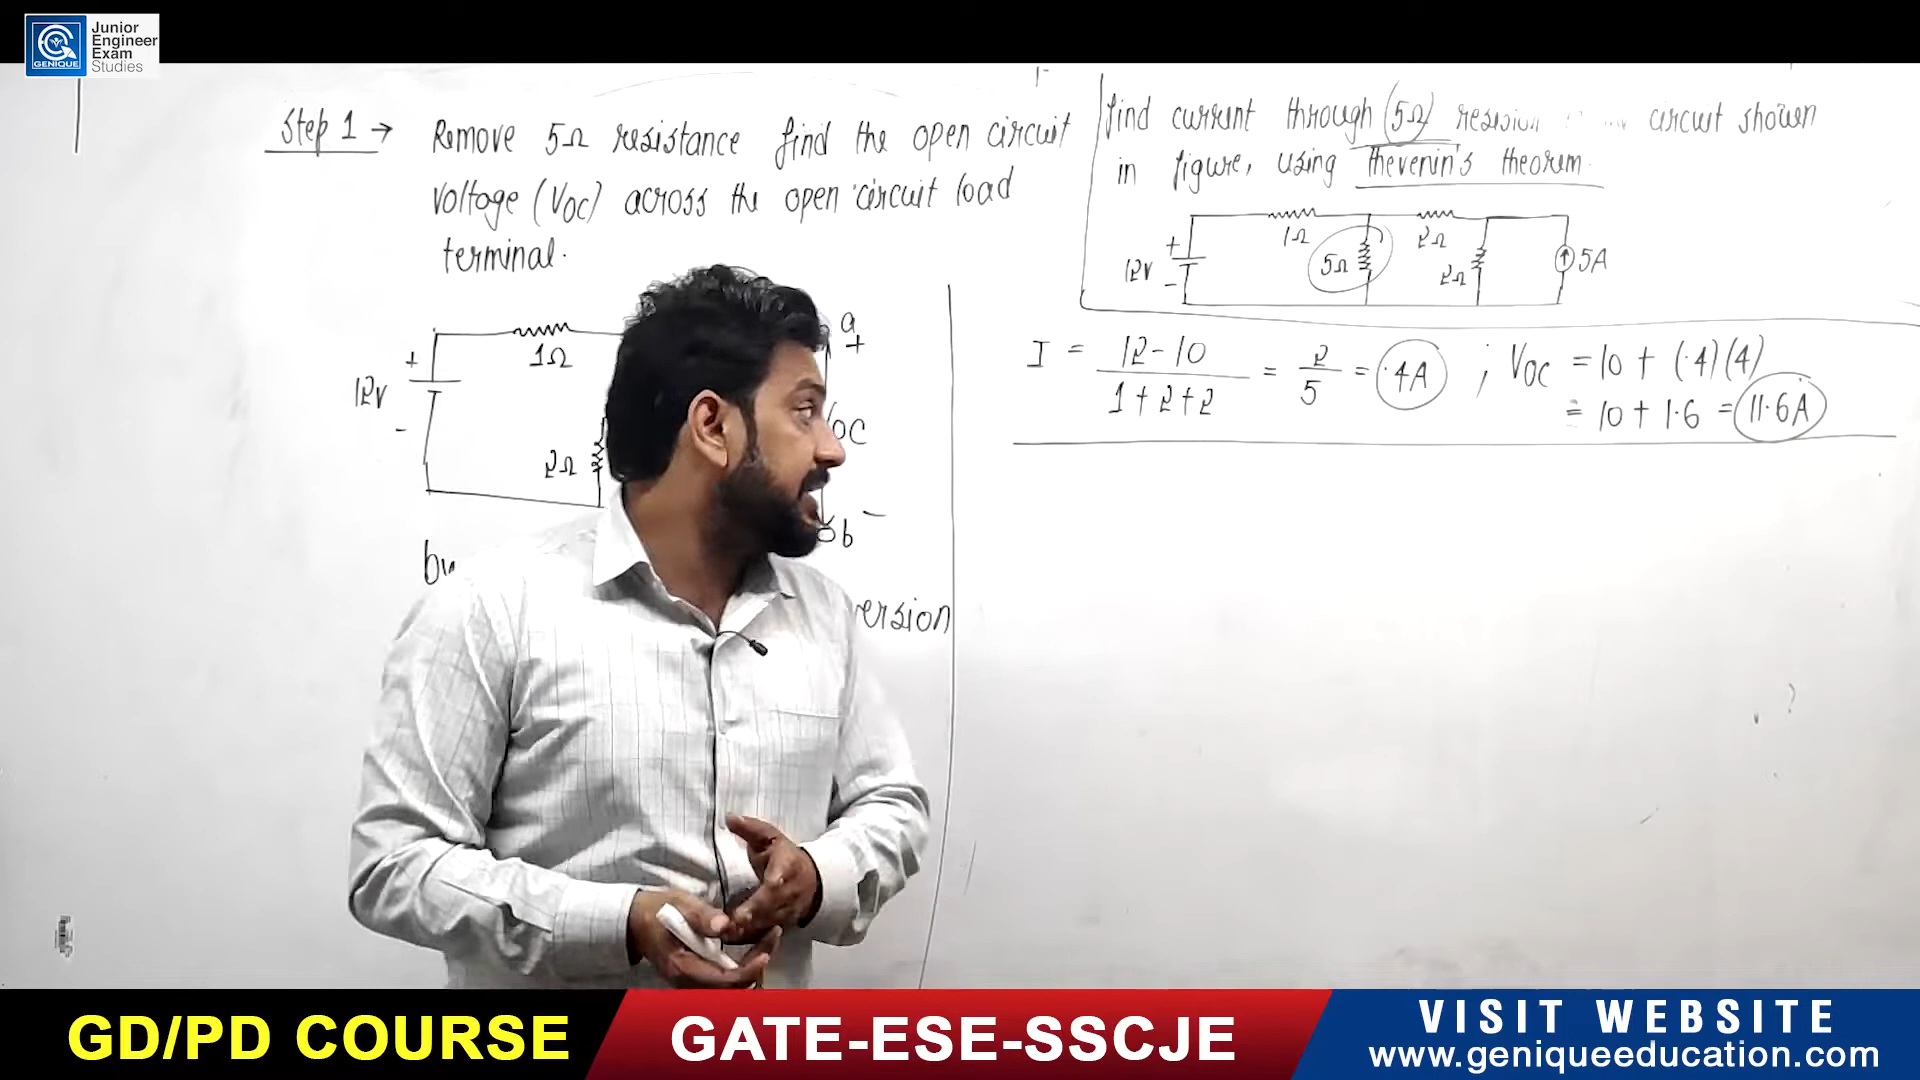 GENIQUE
Junior
Engineer
Exam
Studies
Step 1 → Remove 5Ω resistance find the open circuit
voltage (VOC) across the open circuit load
terminal.
+
1Ω
12V
-
2Ω
a
+
OC
b -
by
ersion
find current through (5Ω) circuit shown
in figure, using thevenin's theorem.
+
12V
-
1Ω
5Ω
2Ω
2Ω
5A
I = 12-10 / 1+2+2 = 2/5 = .4A ; VOC = 10 + (.4)(4)
= 10 + 1.6 = 11.6A
GD/PD COURSE
GATE-ESE-SSCJE
VISIT WEBSITE
www.geniqueeducation.com